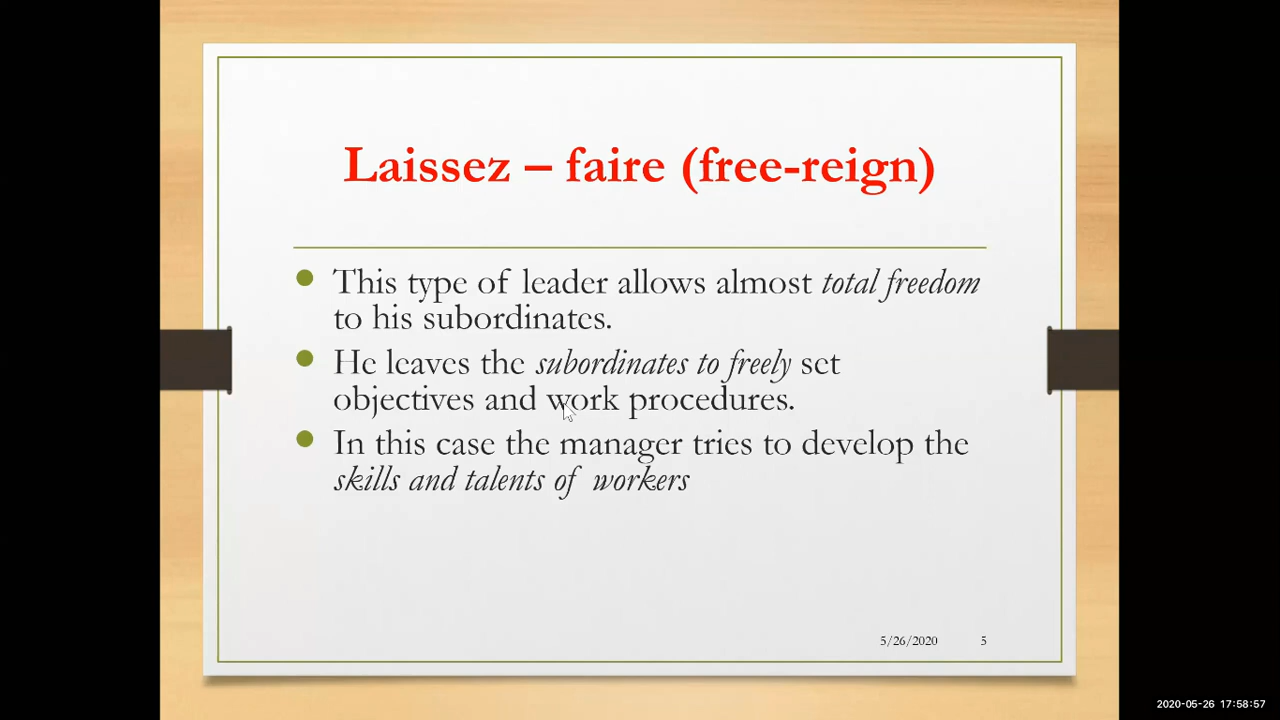 Laissez – faire (free-reign)
This type of leader allows almost total freedom
to his subordinates.
He leaves the subordinates to freely set
objectives and work procedures.
In this case the manager tries to develop the
skills and talents of workers
5/26/2020 5
2020-05-26 17:58:57